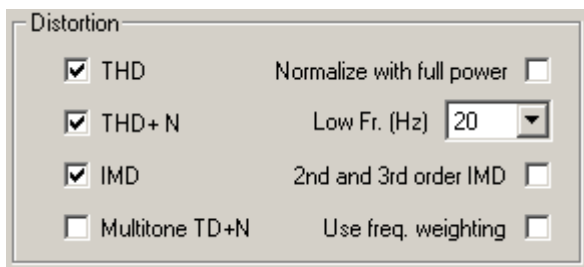 Distortion
THD Normalize with full power
THD+ N Low Fr. (Hz) 20
IMD 2nd and 3rd order IMD
Multitone TD+N Use freq. weighting